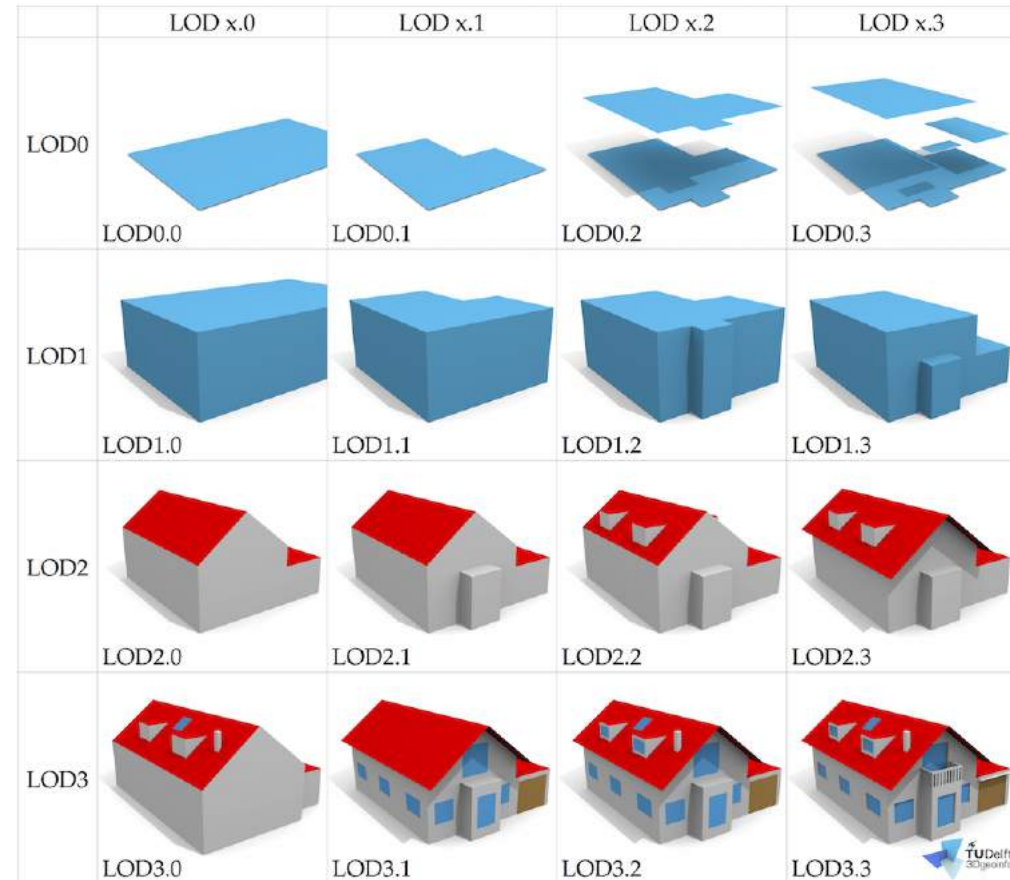 LOD x.0 LOD x.1 LOD x.2 LOD x.3
LOD0
LOD0.0 LOD0.1 LOD0.2 LOD0.3
LOD1
LOD1.0 LOD1.1 LOD1.2 LOD1.3
LOD2
LOD2.0 LOD2.1 LOD2.2 LOD2.3
LOD3
LOD3.0 LOD3.1 LOD3.2 LOD3.3
TUDelft
3Dgeoinfo